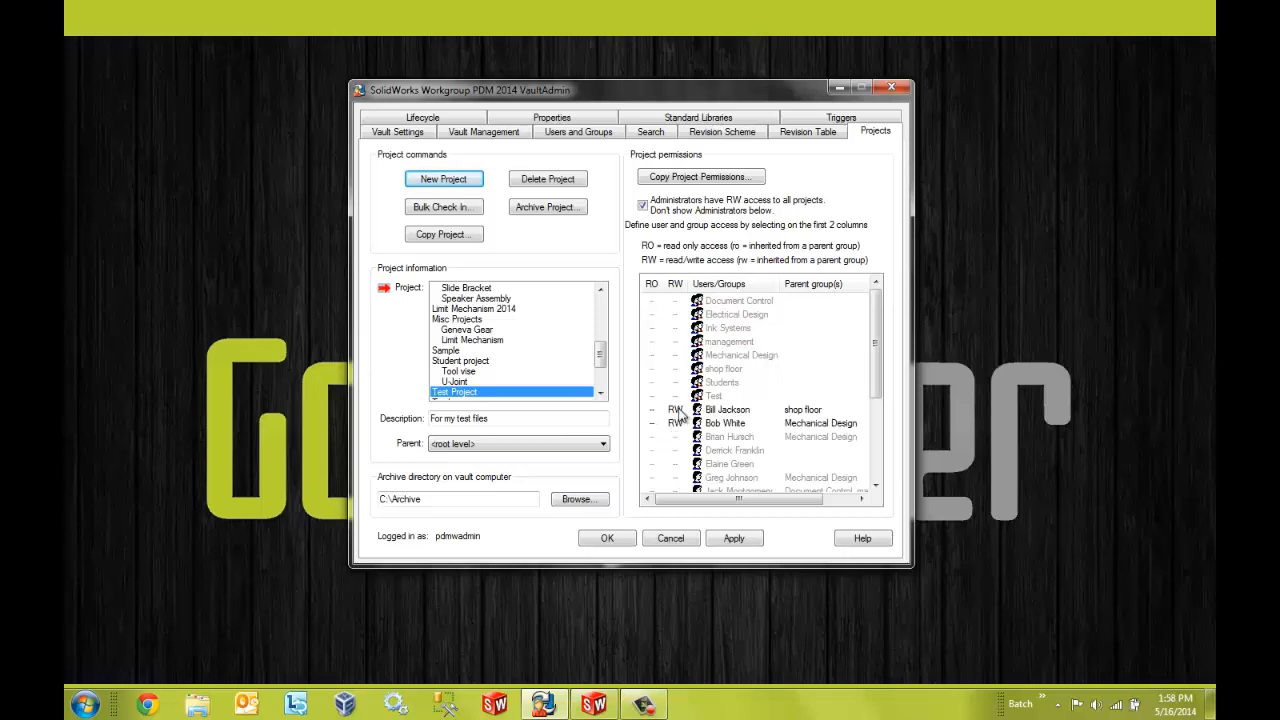 SolidWorks Workgroup PDM 2014 VaultAdmin
Lifecycle Properties Standard Libraries Triggers
Vault Settings Vault Management Users and Groups Search Revision Scheme Revision Table Projects
Project commands
New Project Delete Project
Bulk Check In... Archive Project...
Copy Project...
Project information
Project:
Slide Bracket
Speaker Assembly
Limit Mechanism 2014
Misc Projects
Geneva Gear
Limit Mechanism
Sample
Student project
Tool vise
U-Joint
Test Project
Description: For my test files
Parent: <root level>
Archive directory on vault computer
C:\Archive Browse...
Project permissions
Copy Project Permissions...
Administrators have RW access to all projects.
Don't show Administrators below.
Define user and group access by selecting on the first 2 columns
RO = read only access (ro = inherited from a parent group)
RW = read/write access (rw = inherited from a parent group)
RO RW Users/Groups Parent group(s)
-- -- Document Control
-- -- Electrical Design
-- -- Ink Systems
-- -- management
-- -- Mechanical Design
-- -- shop floor
-- -- Students
-- -- Test
-- RW Bill Jackson shop floor
-- RW Bob White Mechanical Design
-- -- Brian Hunsch Mechanical Design
-- -- Derrick Franklin
-- -- Elaine Green
-- -- Greg Johnson Mechanical Design
-- -- Jack Montgomery Document Control, ma
Logged in as: pdmwadmin
OK Cancel Apply Help
Go er
Batch
1:58 PM
5/16/2014